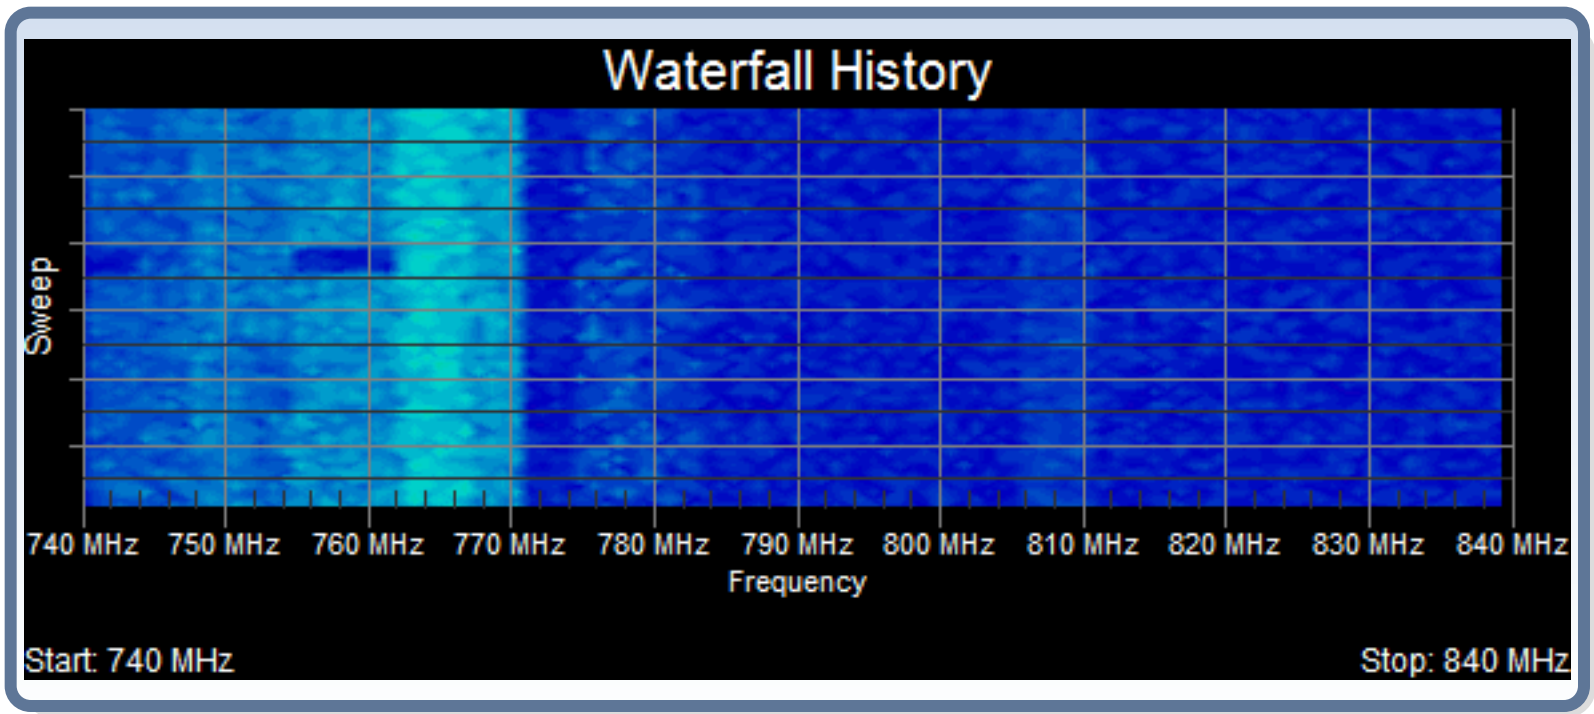 Waterfall History
Sweep
740 MHz 750 MHz 760 MHz 770 MHz 780 MHz 790 MHz 800 MHz 810 MHz 820 MHz 830 MHz 840 MHz
Frequency
Start: 740 MHz
Stop: 840 MHz